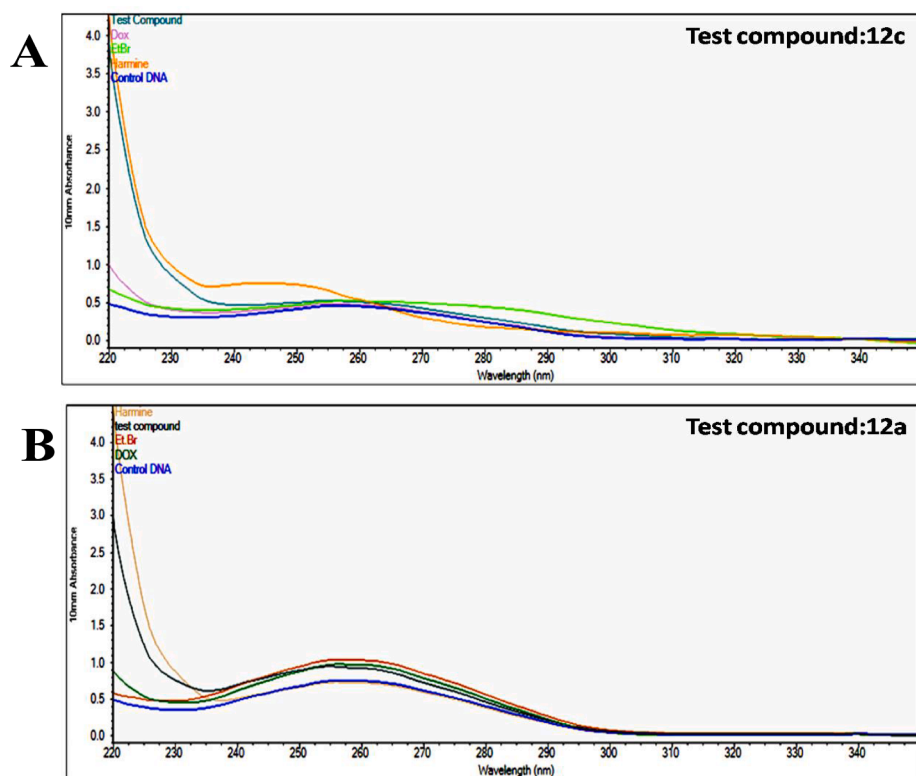 A
Test Compound
Dox
EtBr
Harmine
Control DNA
Test compound:12c
10mm Absorbance
4.0
3.5
3.0
2.5
2.0
1.5
1.0
0.5
0.0
220 230 240 250 260 270 280 290 300 310 320 330 340
Wavelength (nm)
B
Harmine
test compound
Et.Br
DOX
Control DNA
Test compound:12a
10mm Absorbance
4.0
3.5
3.0
2.5
2.0
1.5
1.0
0.5
0.0
220 230 240 250 260 270 280 290 300 310 320 330 340
Wavelength (nm)